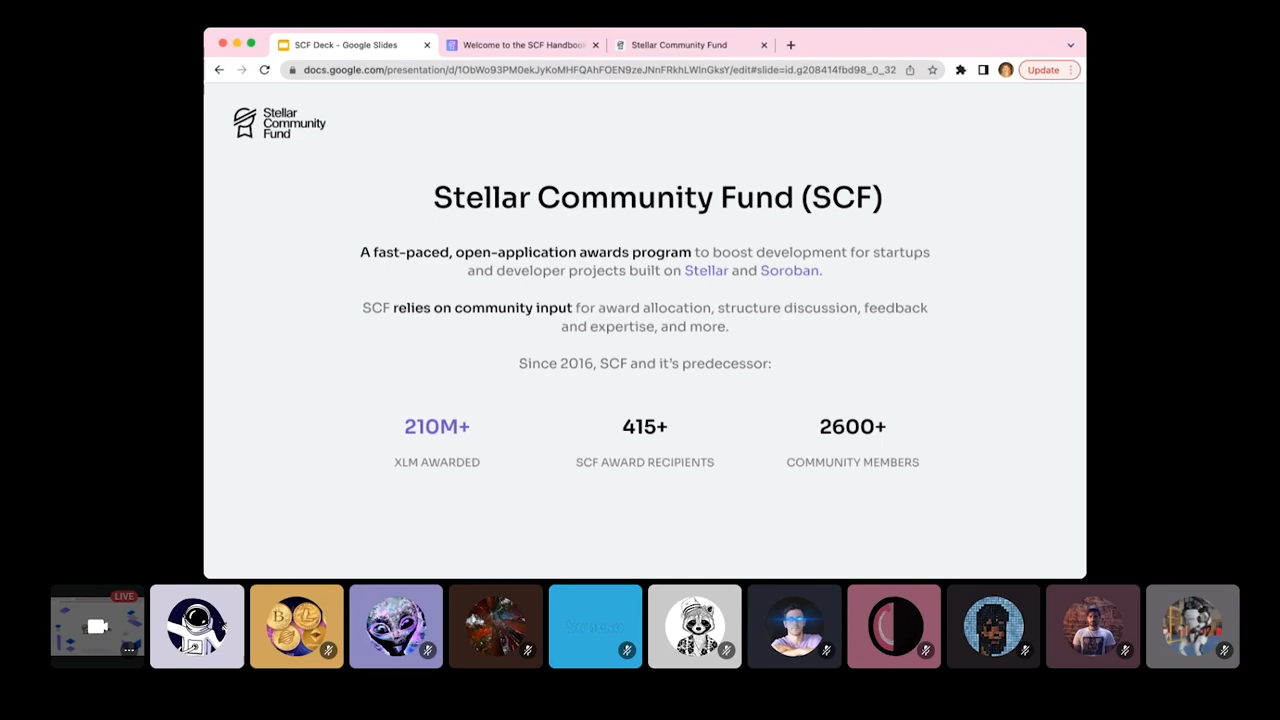 SCF Deck - Google Slides
Welcome to the SCF Handboo
Stellar Community Fund
docs.google.com/presentation/d/1ObWo93PM0ekJyKoMHFQAhFOEN9zeJNnFRkhLWlnGksY/edit#slide=id.g208414fbd98_0_32
Update
Stellar
Community
Fund
Stellar Community Fund (SCF)
A fast-paced, open-application awards program to boost development for startups
and developer projects built on Stellar and Soroban.
SCF relies on community input for award allocation, structure discussion, feedback
and expertise, and more.
Since 2016, SCF and it's predecessor:
210M+
415+
2600+
XLM AWARDED
SCF AWARD RECIPIENTS
COMMUNITY MEMBERS
LIVE